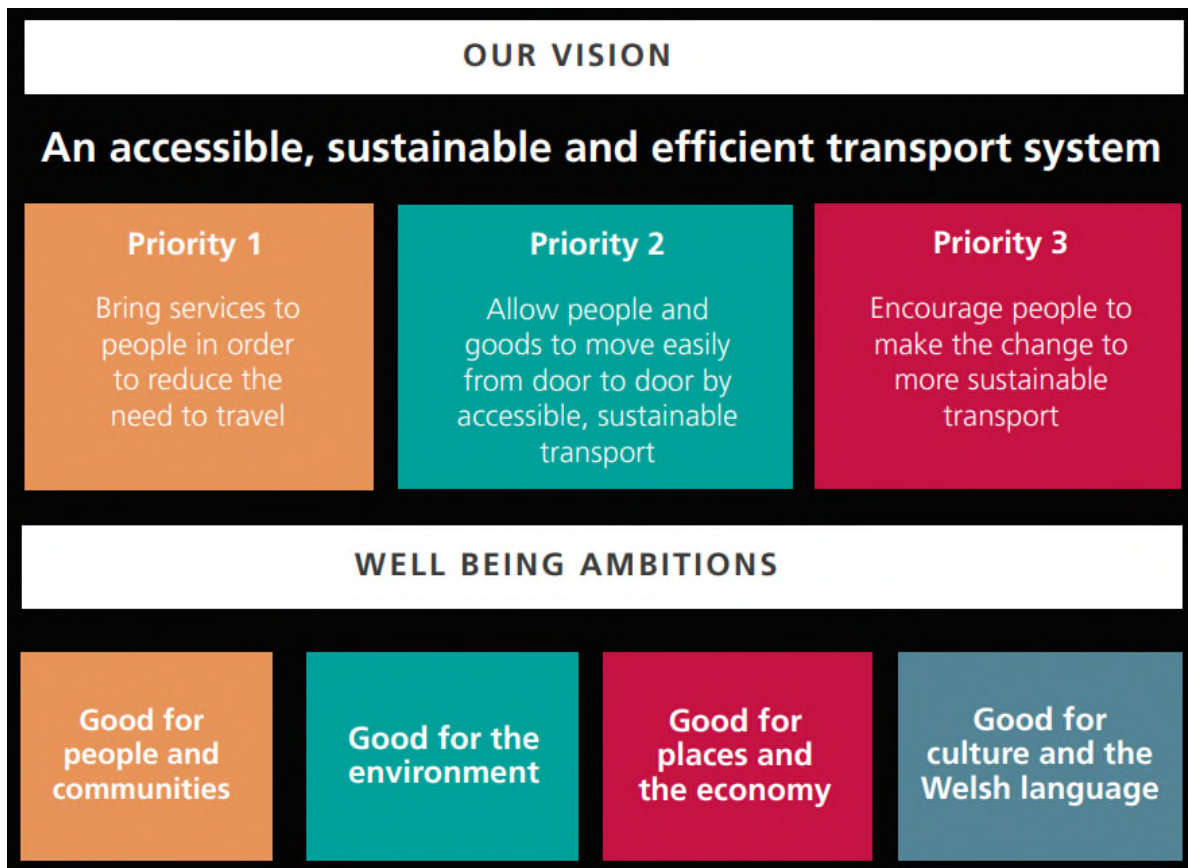 OUR VISION
An accessible, sustainable and efficient transport system
Priority 1
Bring services to
people in order
to reduce the
need to travel
Priority 2
Allow people and
goods to move easily
from door to door by
accessible, sustainable
transport
Priority 3
Encourage people to
make the change to
more sustainable
transport
WELL BEING AMBITIONS
Good for
people and
communities
Good for the
environment
Good for
places and
the economy
Good for
culture and the
Welsh language